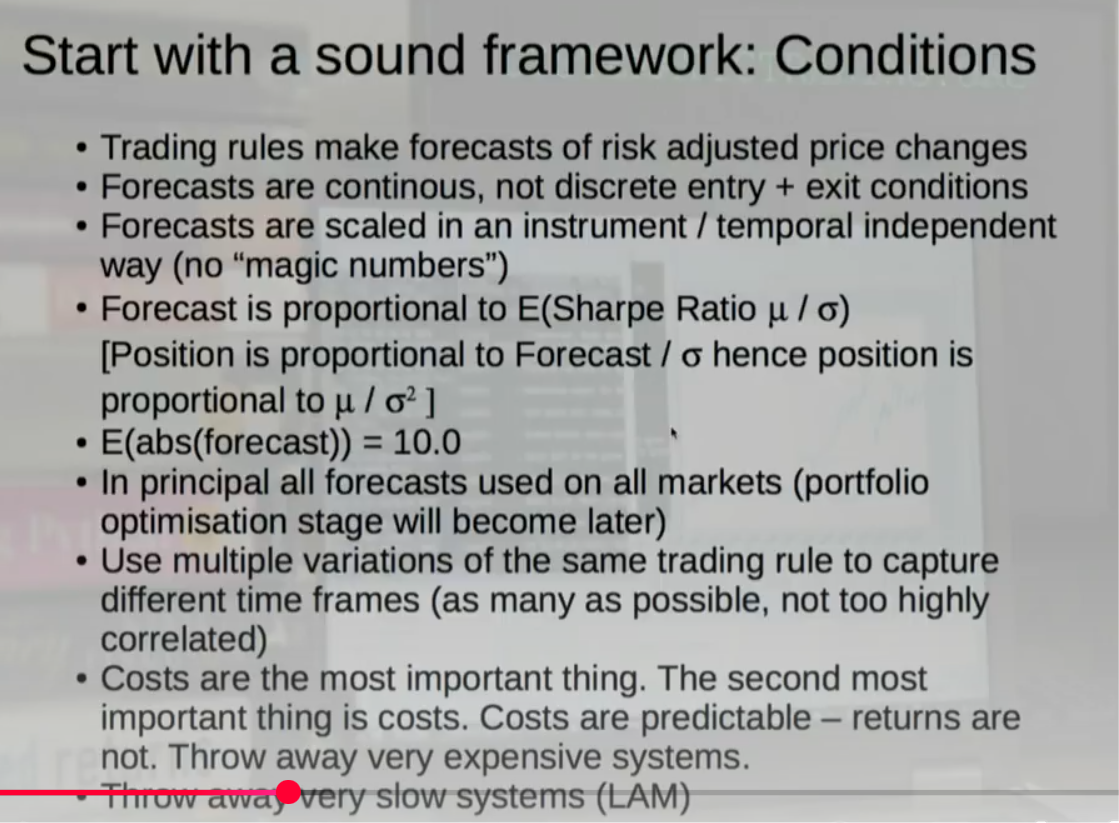 Start with a sound framework: Conditions
• Trading rules make forecasts of risk adjusted price changes
• Forecasts are continous, not discrete entry + exit conditions
• Forecasts are scaled in an instrument / temporal independent
way (no “magic numbers”)
• Forecast is proportional to E(Sharpe Ratio μ / σ)
[Position is proportional to Forecast / σ hence position is
proportional to μ / σ² ]
• E(abs(forecast)) = 10.0
• In principal all forecasts used on all markets (portfolio
optimisation stage will become later)
• Use multiple variations of the same trading rule to capture
different time frames (as many as possible, not too highly
correlated)
• Costs are the most important thing. The second most
important thing is costs. Costs are predictable – returns are
not. Throw away very expensive systems.
• Throw away very slow systems (LAM)